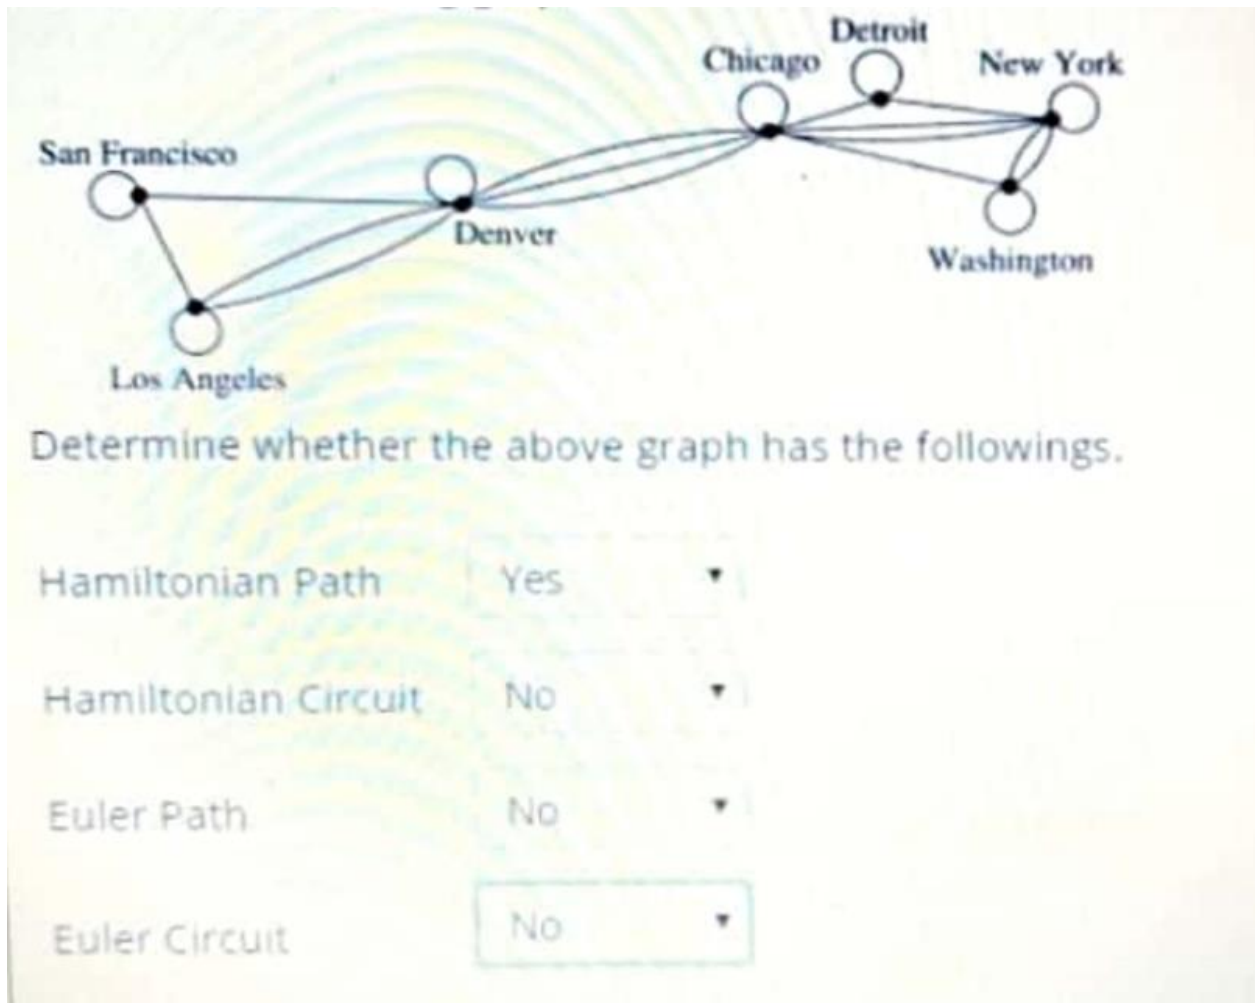 Detroit
Chicago
New York
San Francisco
Denver
Washington
Los Angeles
Determine whether the above graph has the followings.
Hamiltonian Path Yes
Hamiltonian Circuit No
Euler Path No
Euler Circuit No